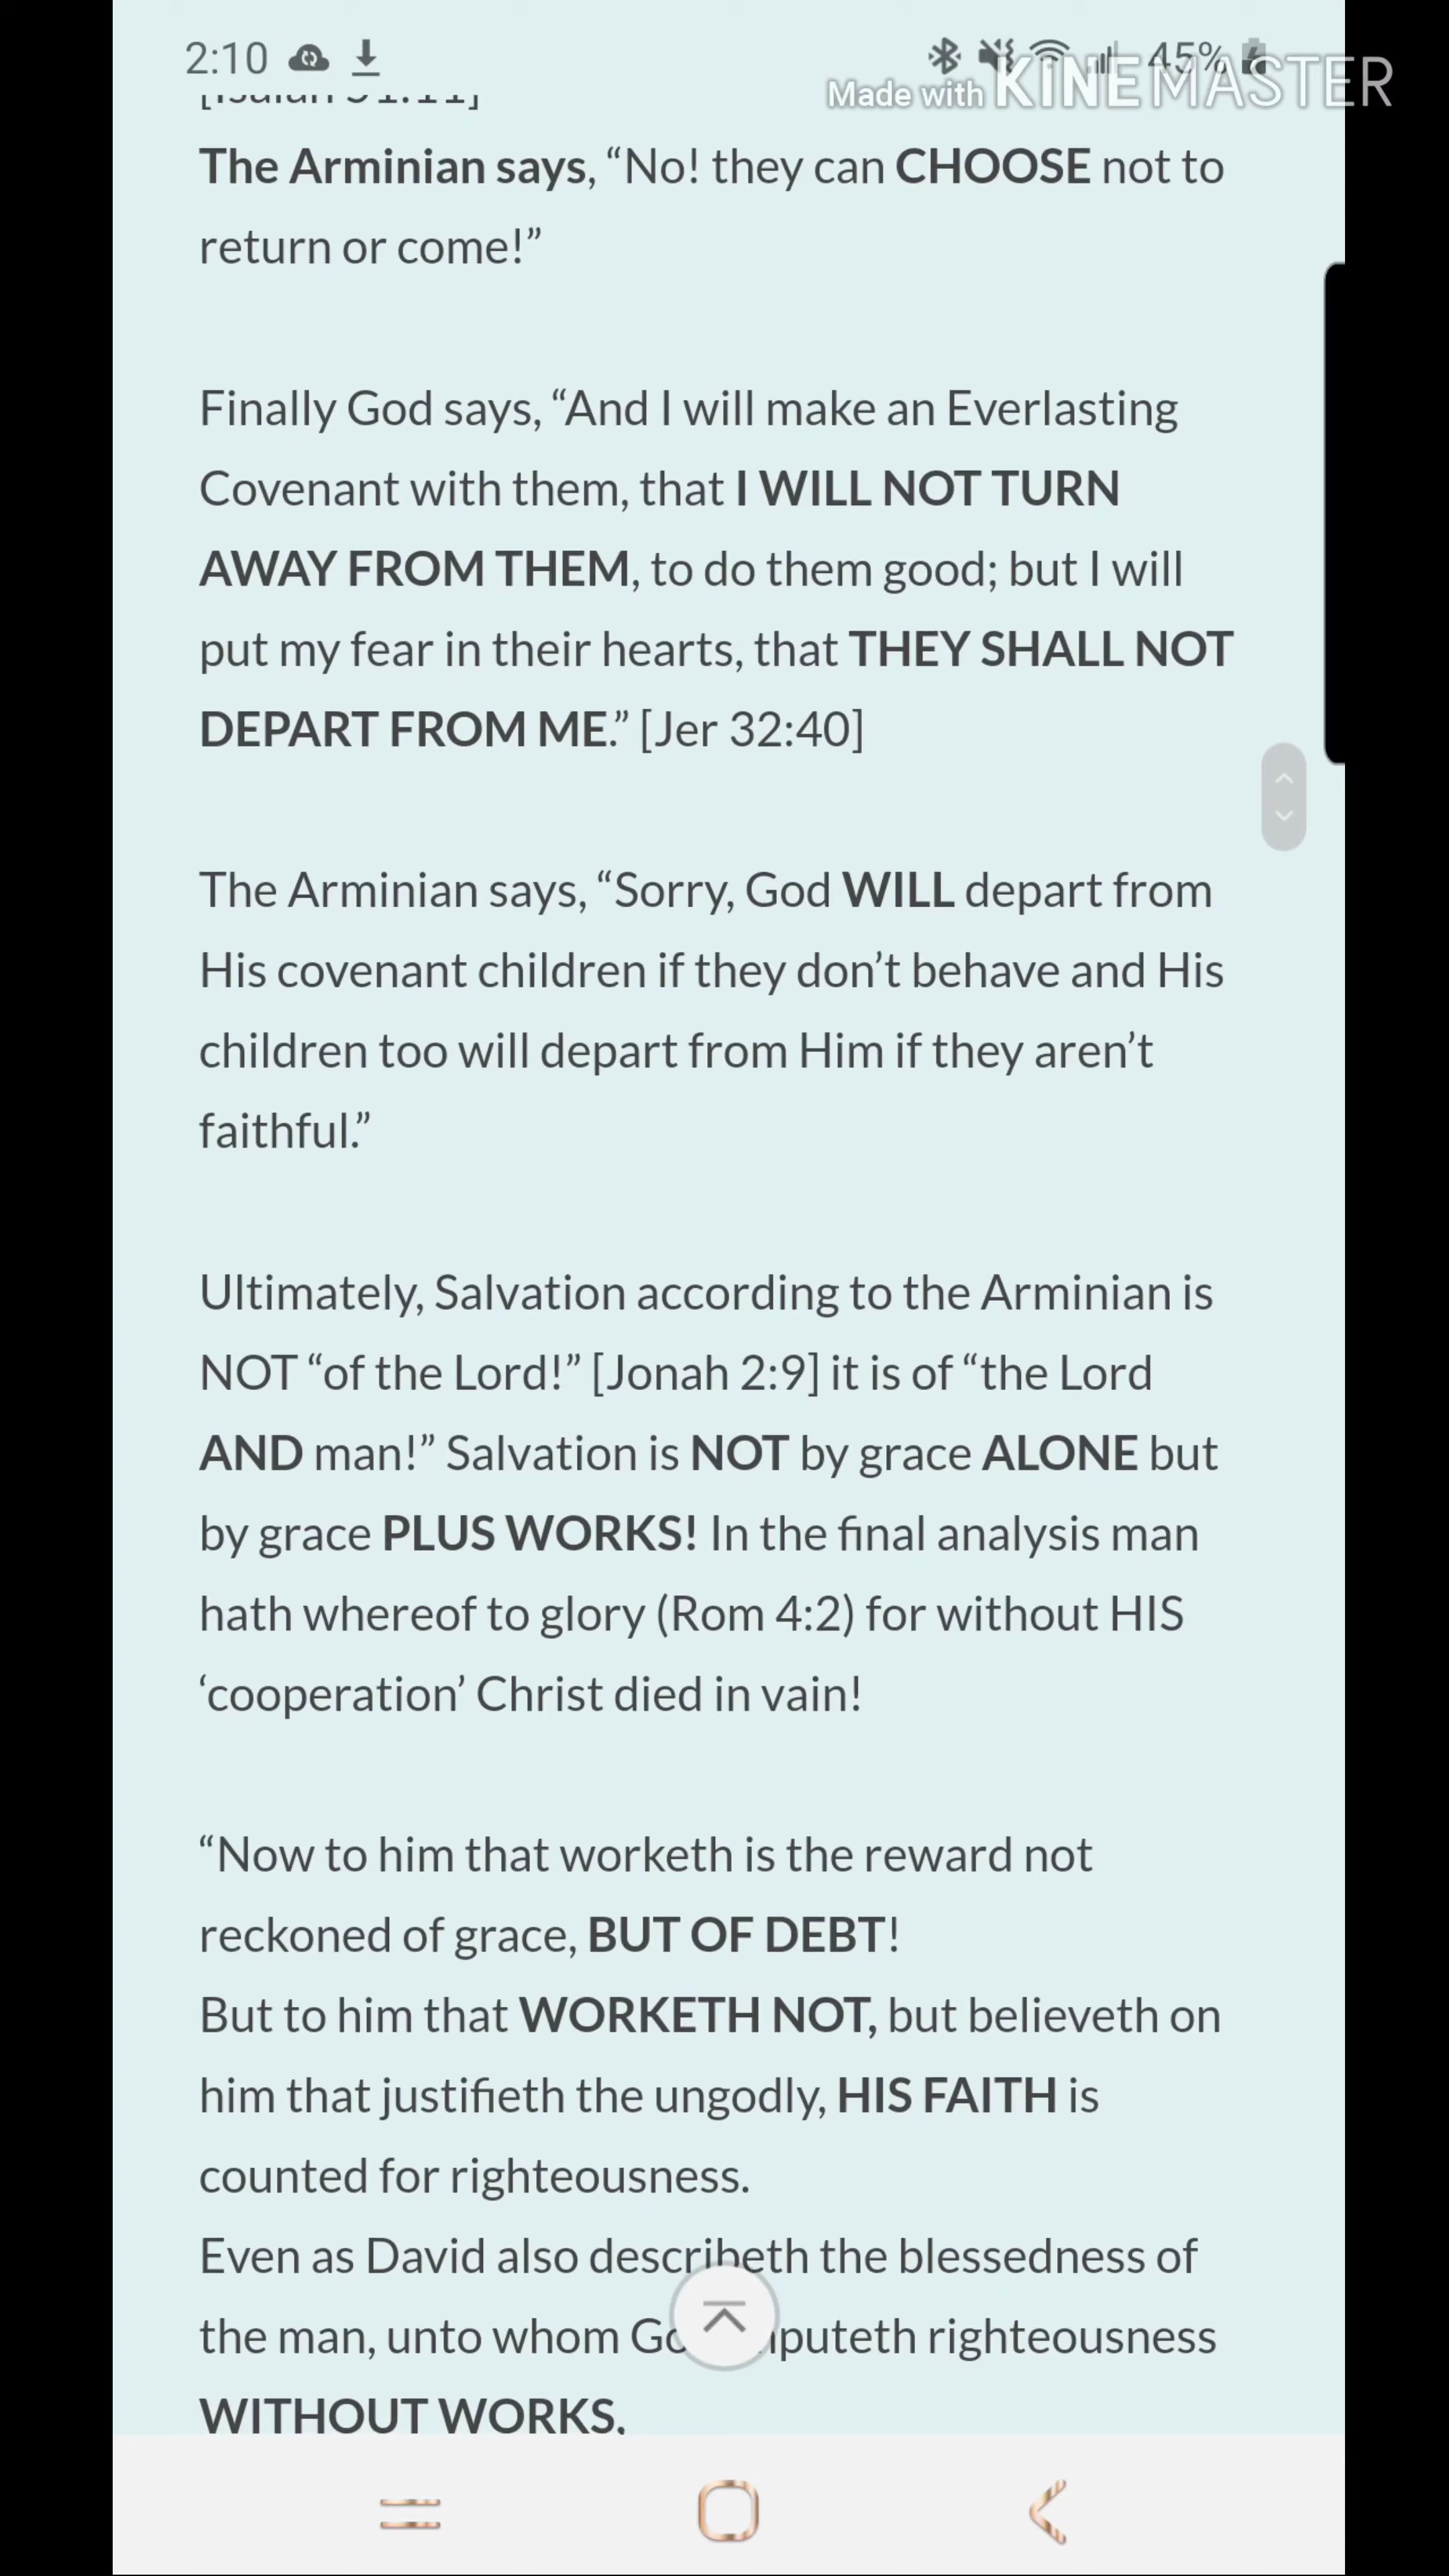 2:10
45%
Made with KINEMASTER
The Arminian says, “No! they can CHOOSE not to
return or come!”
Finally God says, “And I will make an Everlasting
Covenant with them, that I WILL NOT TURN
AWAY FROM THEM, to do them good; but I will
put my fear in their hearts, that THEY SHALL NOT
DEPART FROM ME.” [Jer 32:40]
The Arminian says, “Sorry, God WILL depart from
His covenant children if they don’t behave and His
children too will depart from Him if they aren’t
faithful.”
Ultimately, Salvation according to the Arminian is
NOT “of the Lord!” [Jonah 2:9] it is of “the Lord
AND man!” Salvation is NOT by grace ALONE but
by grace PLUS WORKS! In the final analysis man
hath whereof to glory (Rom 4:2) for without HIS
‘cooperation’ Christ died in vain!
“Now to him that worketh is the reward not
reckoned of grace, BUT OF DEBT!
But to him that WORKETH NOT, but believeth on
him that justifieth the ungodly, HIS FAITH is
counted for righteousness.
Even as David also describeth the blessedness of
the man, unto whom righteousness
WITHOUT WORKS,